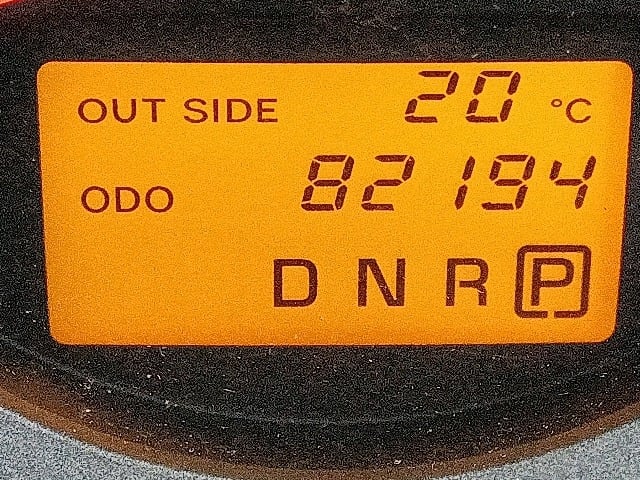 OUT SIDE 20 °C
ODO 82194
D N R P